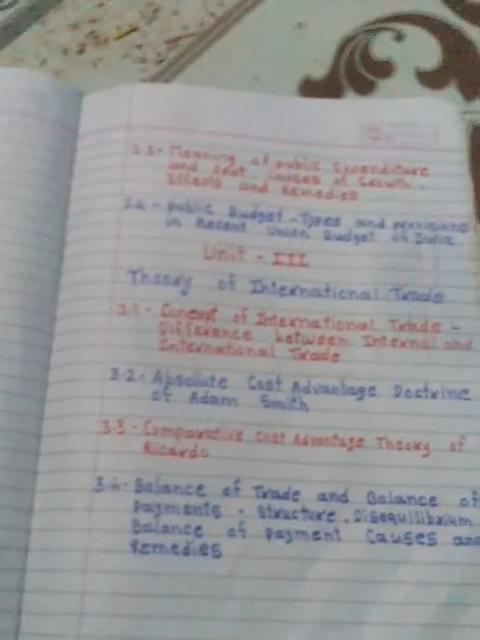 2.3- Meaning of public Expenditure
and debt - Causes of Growth -
Effects and Remedies
2.4- public Budget - Types and provisions
in Recent Union Budget of India
Unit - III
Theory of International Trade
3.1- Concept of International Trade -
Difference between Internal and
International Trade
3.2- Absolute Cost Advantage Doctrine
of Adam Smith
3.3- Comparative Cost Advantage Theory of
Ricardo
3.4- Balance of Trade and Balance of
payments - Structure, Disequilibrium
Balance of payment Causes and
Remedies